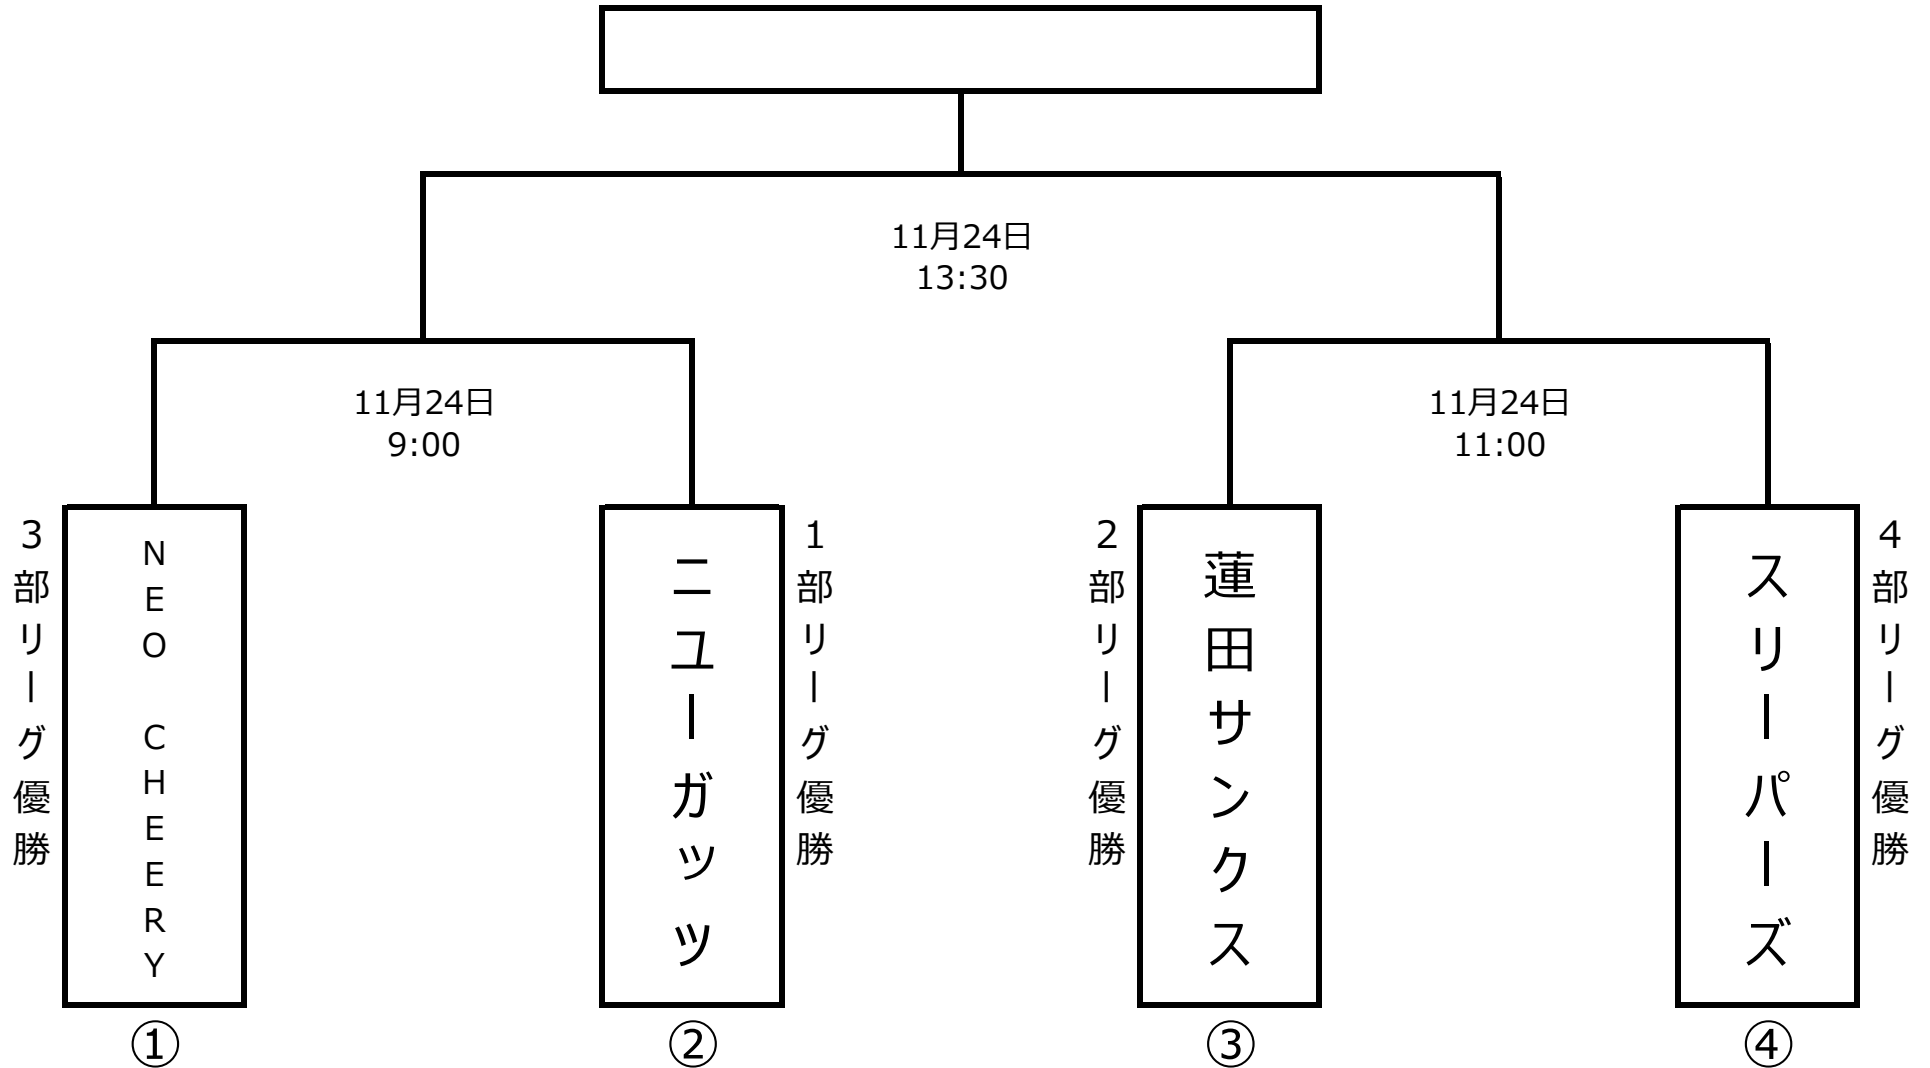 11月24日
13:30
11月24日
9:00
11月24日
11:00
3部リーグ優勝
NEO CHEERY
ニユーガッツ
1部リーグ優勝
2部リーグ優勝
蓮田サンクス
スリーパーズ
4部リーグ優勝
①
②
③
④